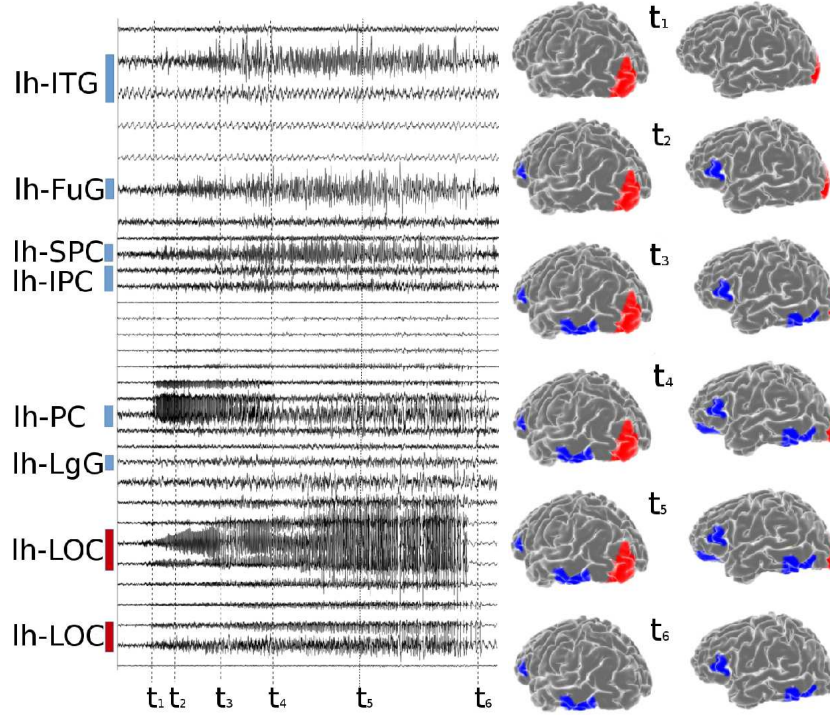 lh-ITG
lh-FuG
lh-SPC
lh-IPC
lh-PC
lh-LgG
lh-LOC
lh-LOC
t1 t2 t3 t4 t5 t6
t1
t2
t3
t4
t5
t6